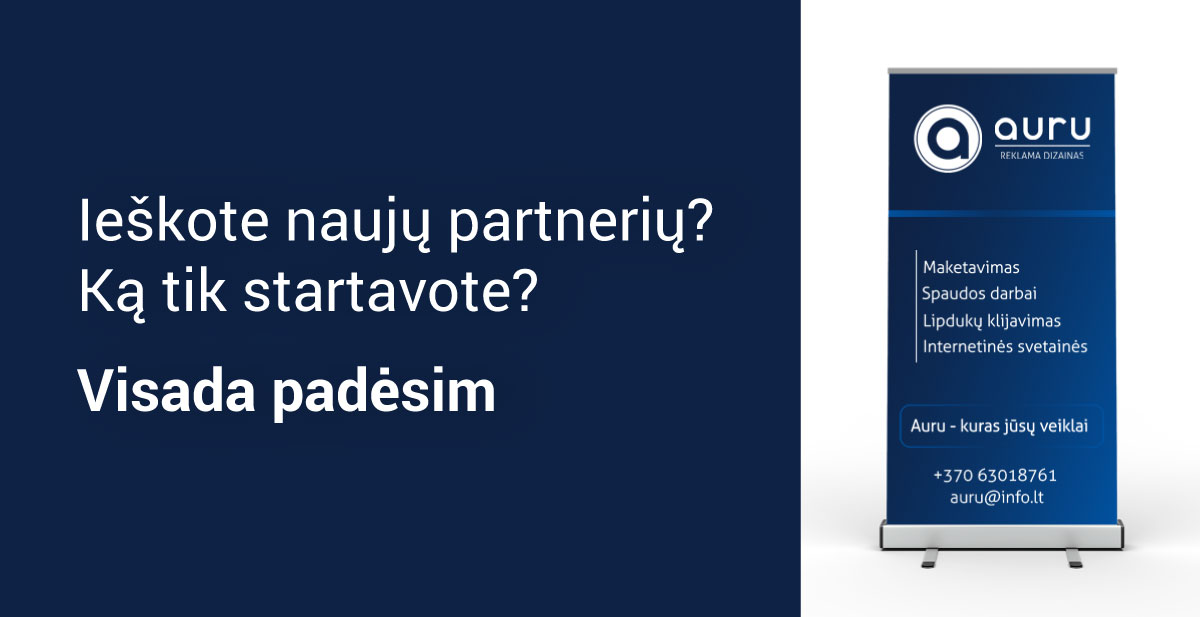 Ieškote naujų partnerių?
Ką tik startavote?
Visada padėsim
a auru
REKLAMA DIZAINAS
Maketavimas
Spaudos darbai
Lipdukų klijavimas
Internetinės svetainės
Auru - kuras jūsų veiklai
+370 63018761
auru@info.lt